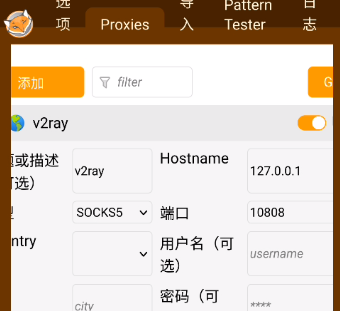 选
项
Proxies
导
入
Pattern
Tester
日
志
添加
filter
G
v2ray
题或描述
可选）
v2ray
Hostname
127.0.0.1
SOCKS5
端口
10808
ntry
用户名（可
选）
username
city
密码（可
****